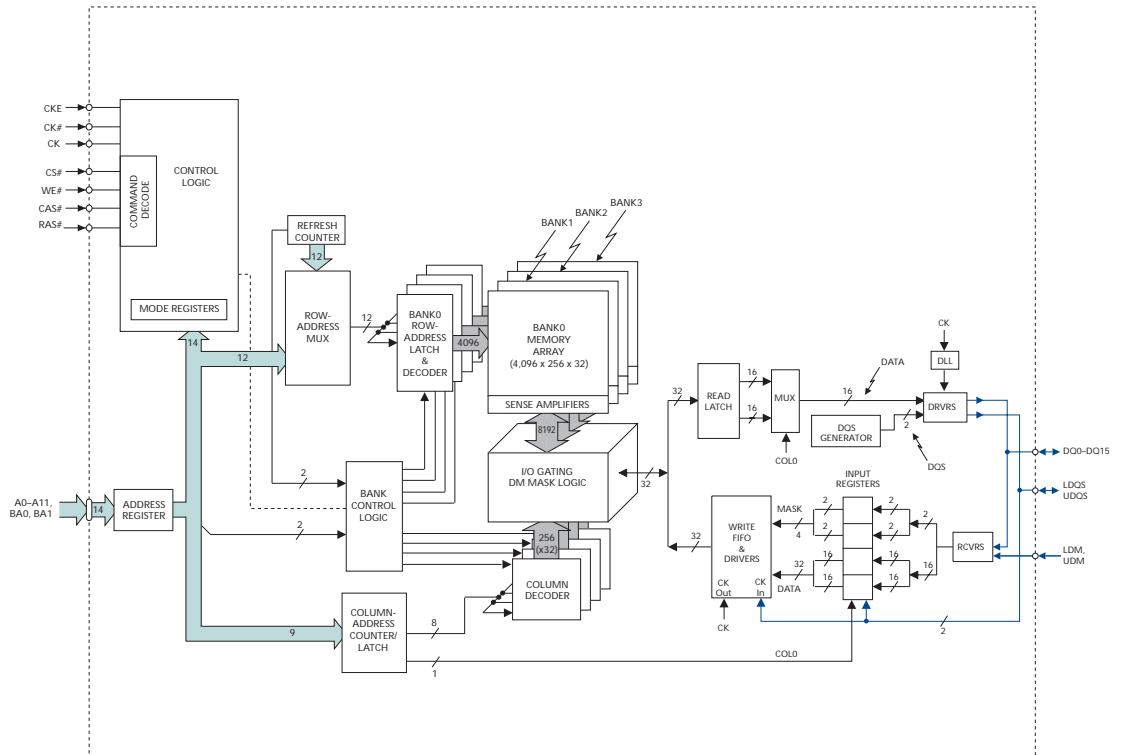 CKE
CK#
CK
CS#
WE#
CAS#
RAS#
COMMAND
DECODE
CONTROL
LOGIC
MODE REGISTERS
REFRESH
COUNTER
12
ROW-
ADDRESS
MUX
14
12
12
BANK0
ROW-
ADDRESS
LATCH
&
DECODER
4096
BANK1
BANK2
BANK3
BANK0
MEMORY
ARRAY
(4,096 x 256 x 32)
SENSE AMPLIFIERS
8192
I/O GATING
DM MASK LOGIC
256
(x32)
COLUMN
DECODER
A0–A11,
BA0, BA1
14
ADDRESS
REGISTER
2
2
BANK
CONTROL
LOGIC
9
COLUMN-
ADDRESS
COUNTER/
LATCH
8
1
COL0
32
32
READ
LATCH
16
16
MUX
COL0
16
DATA
DQS
GENERATOR
2
DQS
CK
DLL
DRVRS
DQ0–DQ15
LDQS
UDQS
LDM,
UDM
INPUT
REGISTERS
32
WRITE
FIFO
&
DRIVERS
CK
Out
CK
In
CK
MASK
4
32
DATA
2
2
16
16
2
2
16
16
2
16
RCVRS
2